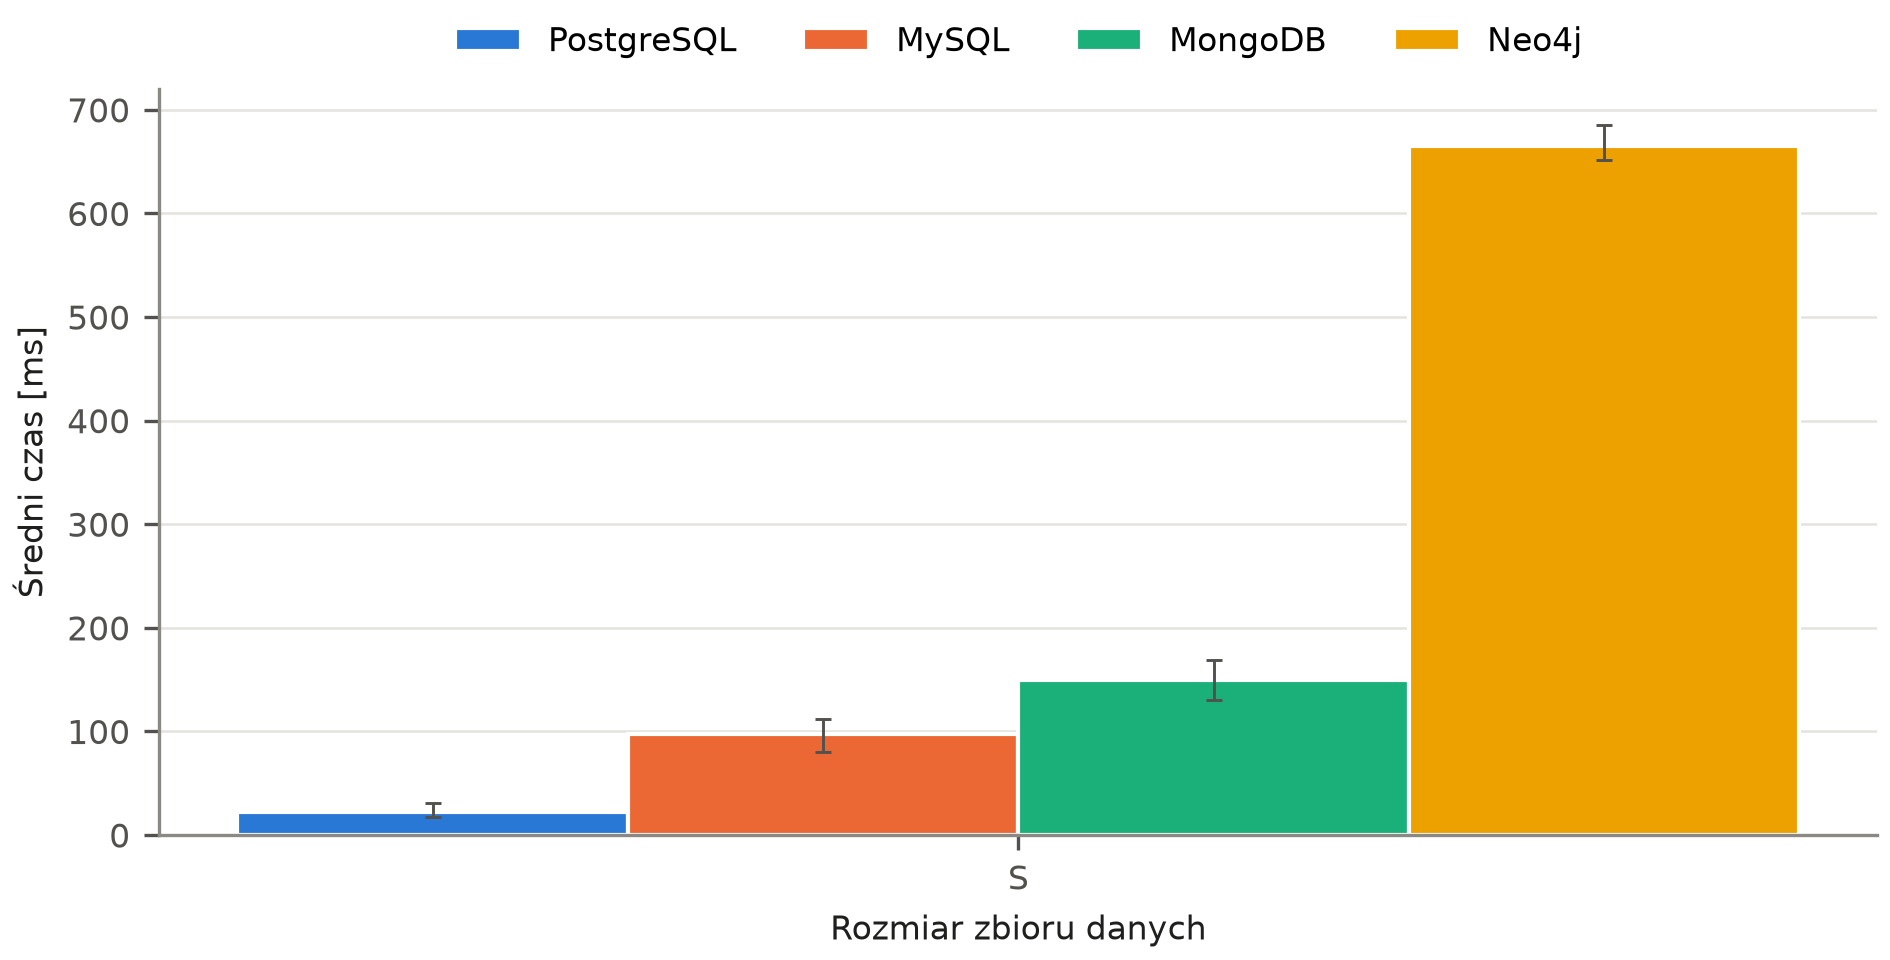 PostgreSQL MySQL MongoDB Neo4j
700
600
500
400
300
200
100
0
Średni czas [ms]
S
Rozmiar zbioru danych